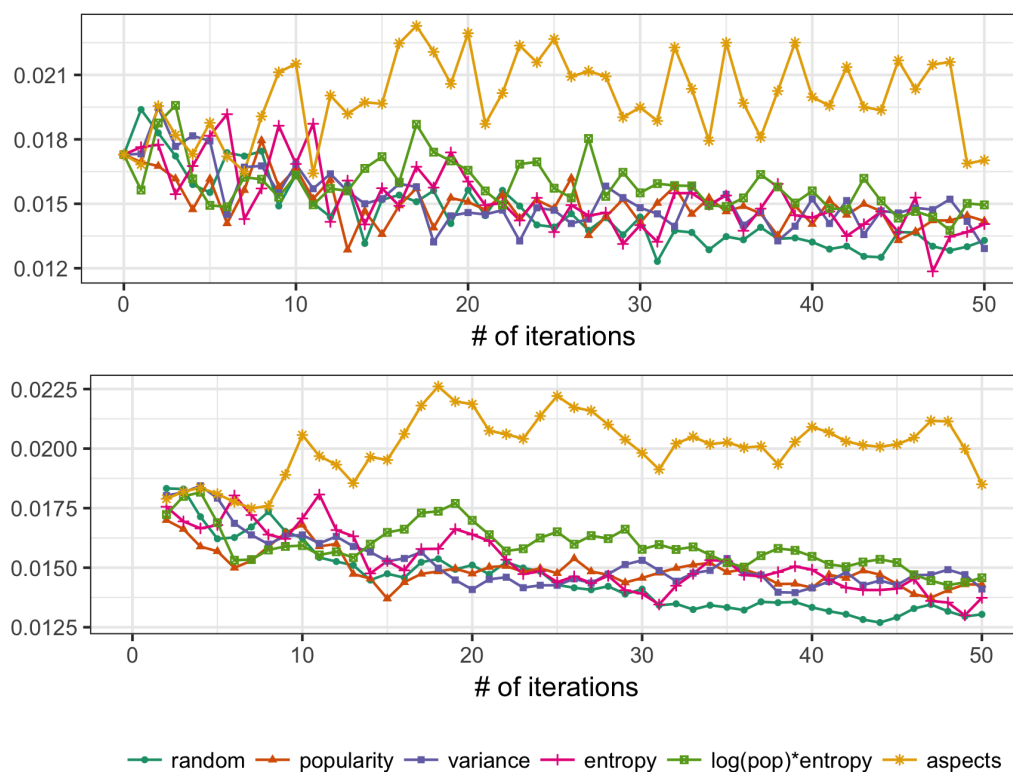 0.021
0.018
0.015
0.012
0 10 20 30 40 50
# of iterations
0.0225
0.0200
0.0175
0.0150
0.0125
0 10 20 30 40 50
# of iterations
random popularity variance entropy log(pop)*entropy aspects